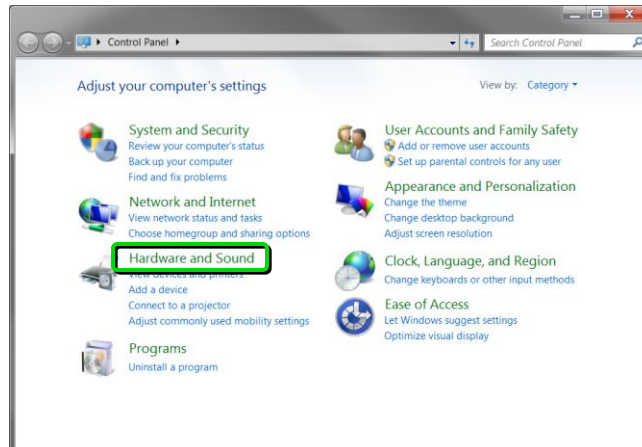 Control Panel
Search Control Panel
Adjust your computer's settings
View by: Category
System and Security
Review your computer's status
Back up your computer
Find and fix problems
Network and Internet
View network status and tasks
Choose homegroup and sharing options
Hardware and Sound
View devices and printers
Add a device
Connect to a projector
Adjust commonly used mobility settings
Programs
Uninstall a program
User Accounts and Family Safety
Add or remove user accounts
Set up parental controls for any user
Appearance and Personalization
Change the theme
Change desktop background
Adjust screen resolution
Clock, Language, and Region
Change keyboards or other input methods
Ease of Access
Let Windows suggest settings
Optimize visual display